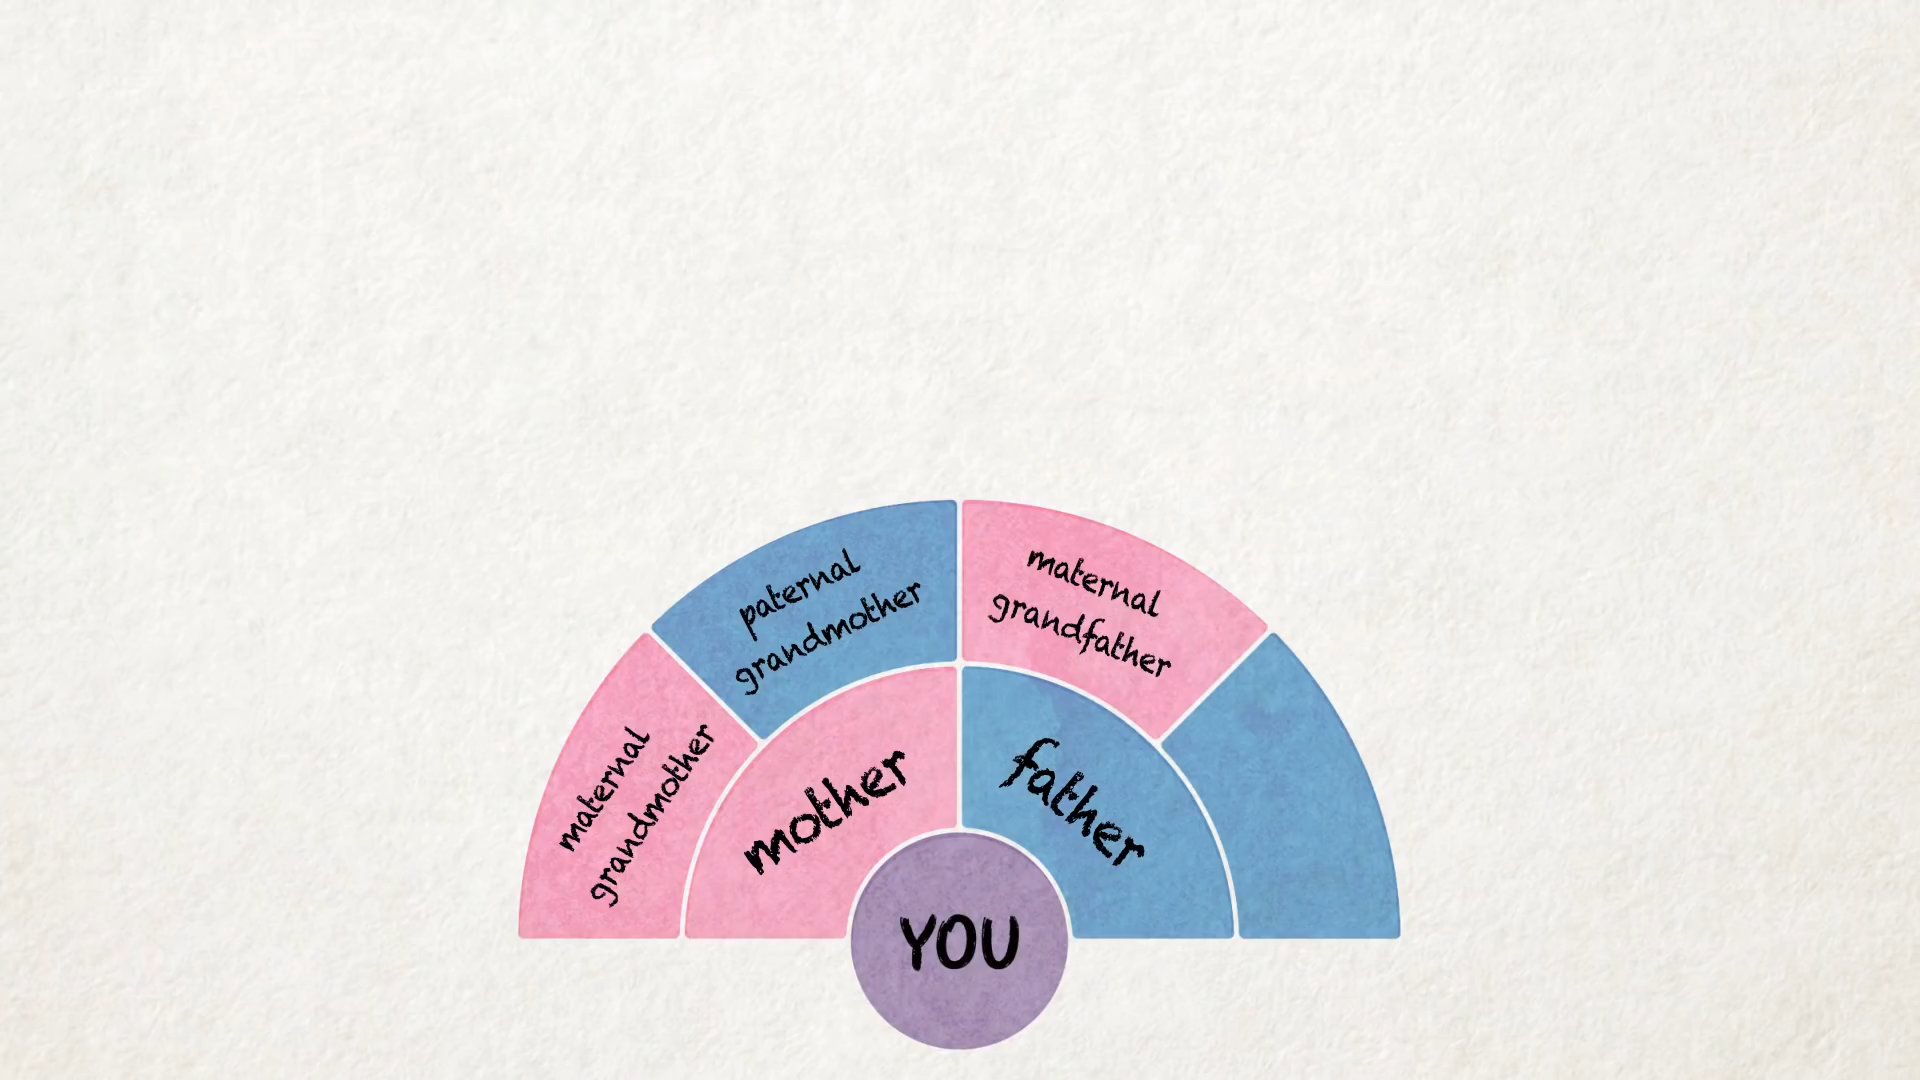 paternal
grandmother
maternal
grandfather
maternal
grandmother
mother
father
YOU